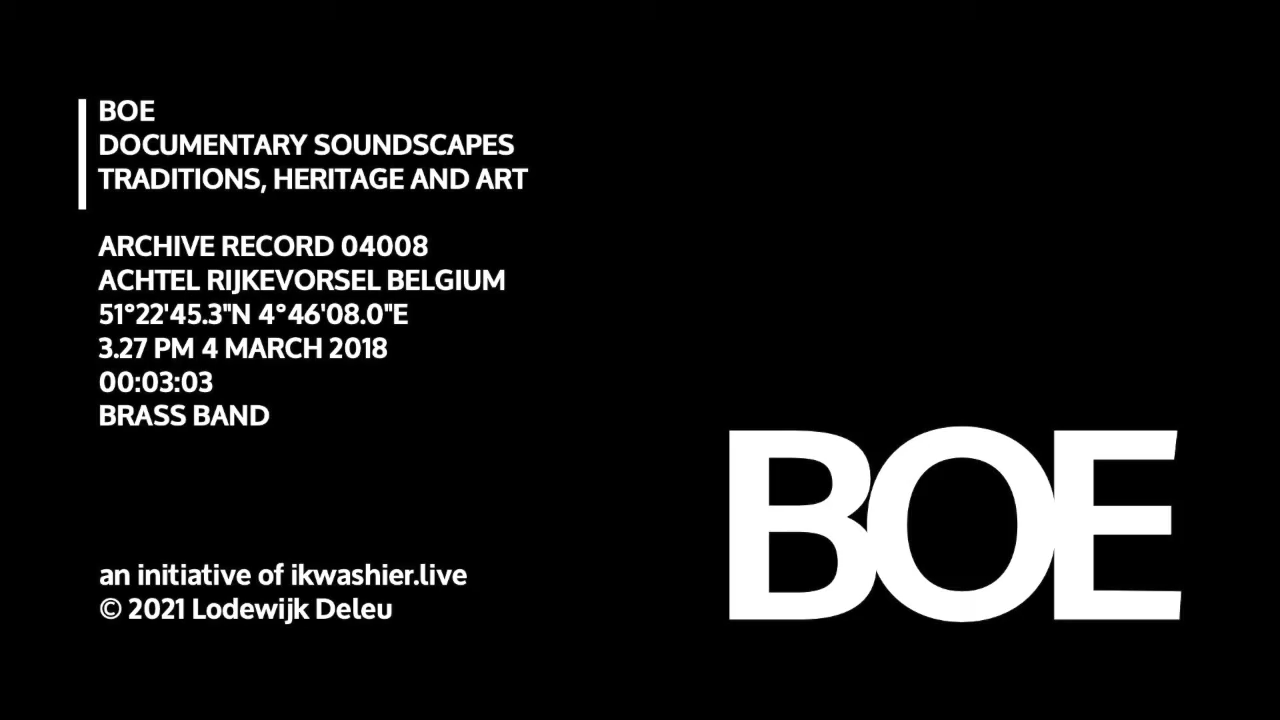 BOE
DOCUMENTARY SOUNDSCAPES
TRADITIONS, HERITAGE AND ART
ARCHIVE RECORD 04008
ACHTEL RIJKEVORSEL BELGIUM
51°22'45.3"N 4°46'08.0"E
3.27 PM 4 MARCH 2018
00:03:03
BRASS BAND
BOE
an initiative of ikwashier.live
© 2021 Lodewijk Deleu